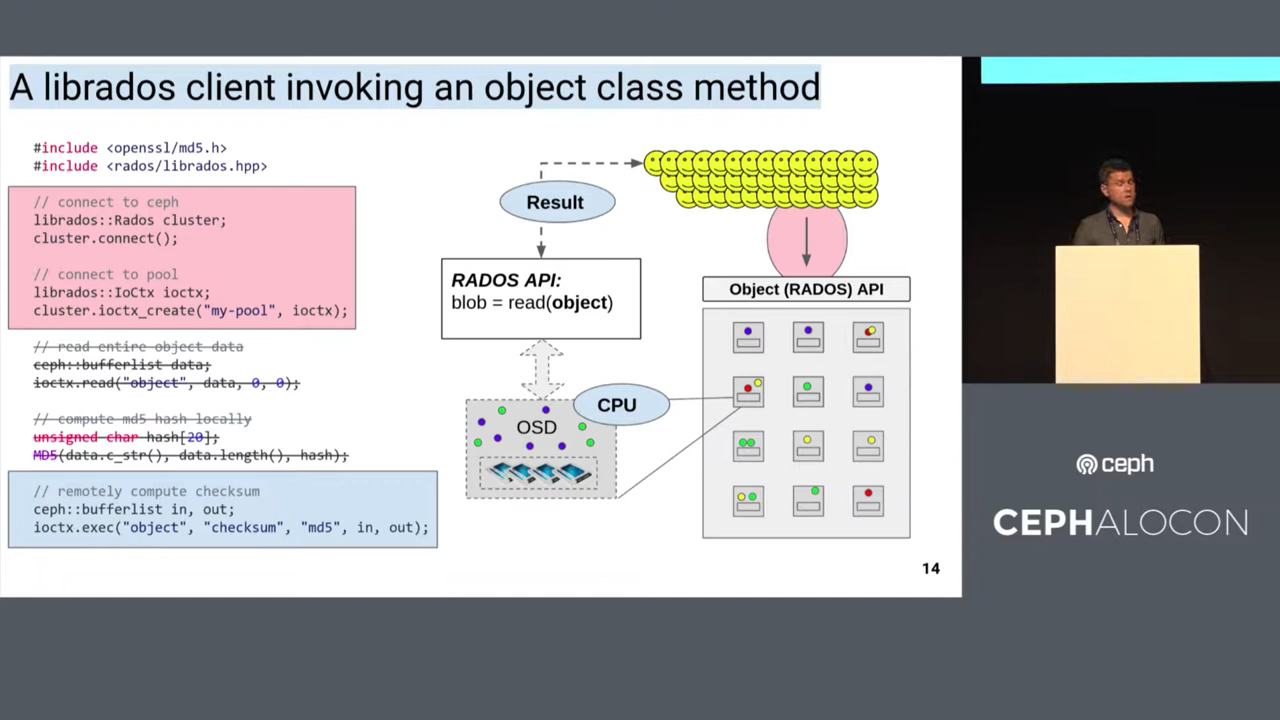 A librados client invoking an object class method
#include <openssl/md5.h>
#include <rados/librados.hpp>
// connect to ceph
librados::Rados cluster;
cluster.connect();
// connect to pool
librados::IoCtx ioctx;
cluster.ioctx_create("my-pool", ioctx);
// read entire object data
ceph::bufferlist data;
ioctx.read("object", data, 0, 0);
// compute md5 hash locally
unsigned char hash[20];
MD5(data.c_str(), data.length(), hash);
// remotely compute checksum
ceph::bufferlist in, out;
ioctx.exec("object", "checksum", "md5", in, out);
Result
RADOS API:
blob = read(object)
CPU
OSD
Object (RADOS) API
14
ceph
CEPHALOCON